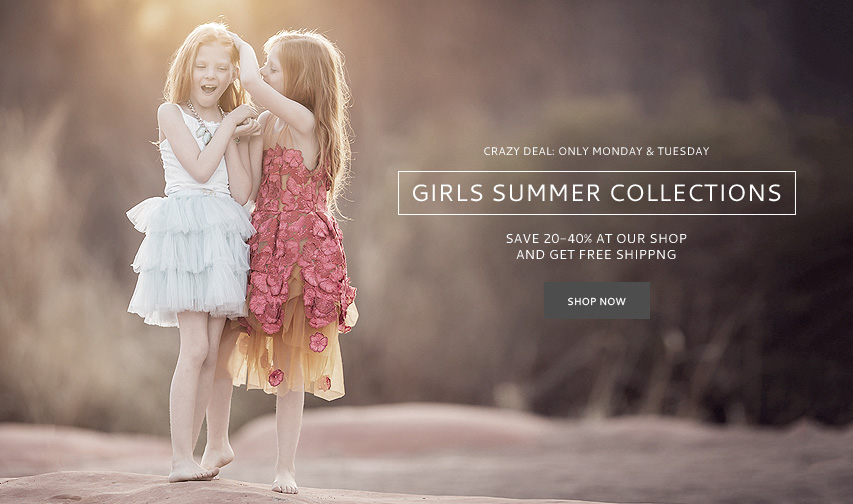 CRAZY DEAL: ONLY MONDAY & TUESDAY
GIRLS SUMMER COLLECTIONS
SAVE 20-40% AT OUR SHOP
AND GET FREE SHIPPNG
SHOP NOW